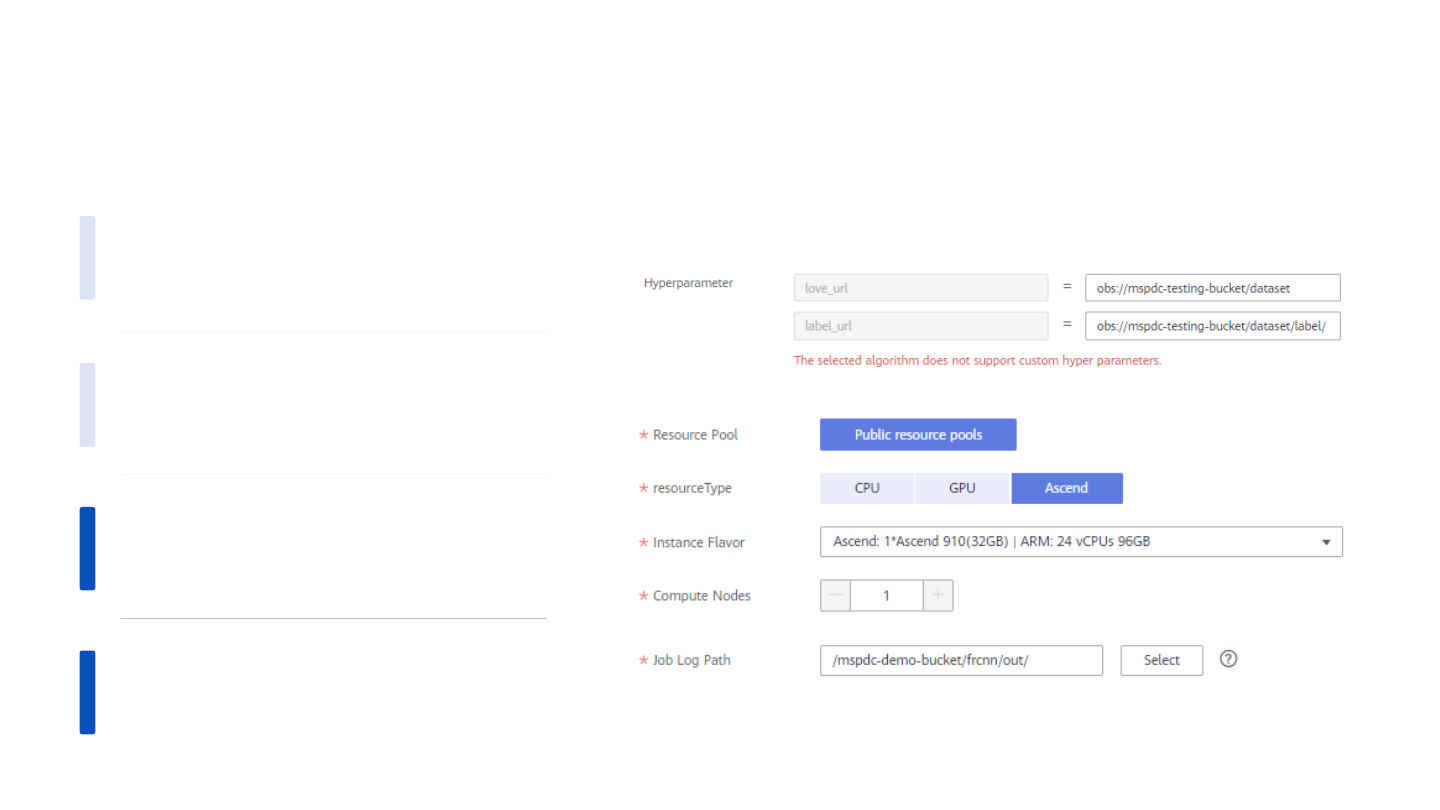 Hyperparameter love_url = obs://mspdc-testing-bucket/dataset
label_url = obs://mspdc-testing-bucket/dataset/label/
The selected algorithm does not support custom hyper parameters.
* Resource Pool Public resource pools
* resourceType CPU GPU Ascend
* Instance Flavor Ascend: 1*Ascend 910(32GB) | ARM: 24 vCPUs 96GB
* Compute Nodes − 1 +
* Job Log Path /mspdc-demo-bucket/frcnn/out/ Select ?